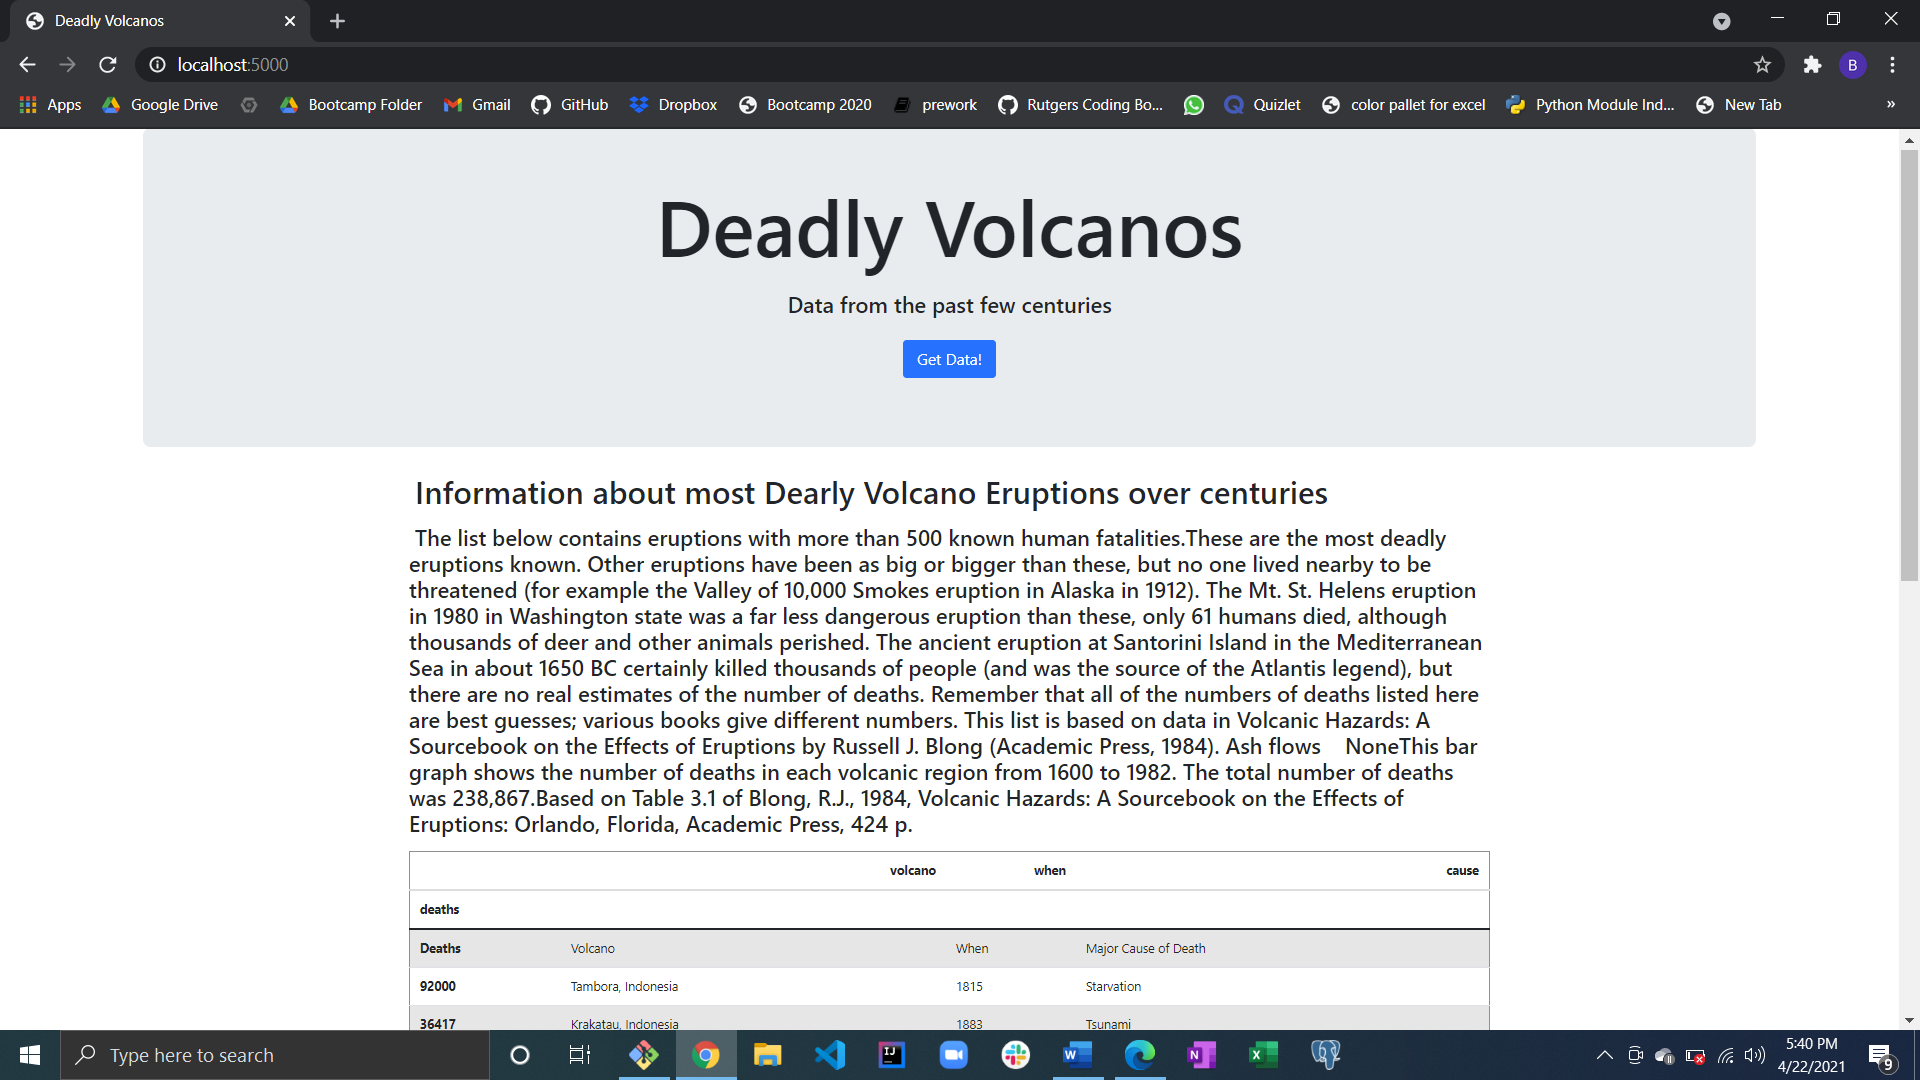 Deadly Volcanos
localhost:5000
B
Apps Google Drive Bootcamp Folder Gmail GitHub Dropbox Bootcamp 2020 prework Rutgers Coding Bo... Quizlet color pallet for excel Python Module Ind... New Tab »
Deadly Volcanos
Data from the past few centuries
Get Data!
Information about most Dearly Volcano Eruptions over centuries
The list below contains eruptions with more than 500 known human fatalities.These are the most deadly
eruptions known. Other eruptions have been as big or bigger than these, but no one lived nearby to be
threatened (for example the Valley of 10,000 Smokes eruption in Alaska in 1912). The Mt. St. Helens eruption
in 1980 in Washington state was a far less dangerous eruption than these, only 61 humans died, although
thousands of deer and other animals perished. The ancient eruption at Santorini Island in the Mediterranean
Sea in about 1650 BC certainly killed thousands of people (and was the source of the Atlantis legend), but
there are no real estimates of the number of deaths. Remember that all of the numbers of deaths listed here
are best guesses; various books give different numbers. This list is based on data in Volcanic Hazards: A
Sourcebook on the Effects of Eruptions by Russell J. Blong (Academic Press, 1984). Ash flows NoneThis bar
graph shows the number of deaths in each volcanic region from 1600 to 1982. The total number of deaths
was 238,867.Based on Table 3.1 of Blong, R.J., 1984, Volcanic Hazards: A Sourcebook on the Effects of
Eruptions: Orlando, Florida, Academic Press, 424 p.
volcano when cause
deaths
Deaths Volcano When Major Cause of Death
92000 Tambora, Indonesia 1815 Starvation
36417 Krakatau, Indonesia 1883 Tsunami
Type here to search
5:40 PM
4/22/2021
9